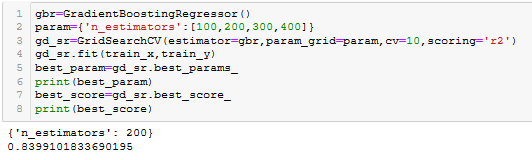 1 gbr=GradientBoostingRegressor()
2 param={'n_estimators':[100,200,300,400]}
3 gd_sr=GridSearchCV(estimator=gbr,param_grid=param,cv=10,scoring='r2')
4 gd_sr.fit(train_x,train_y)
5 best_param=gd_sr.best_params_
6 print(best_param)
7 best_score=gd_sr.best_score_
8 print(best_score)
{'n_estimators': 200}
0.8399101833690195